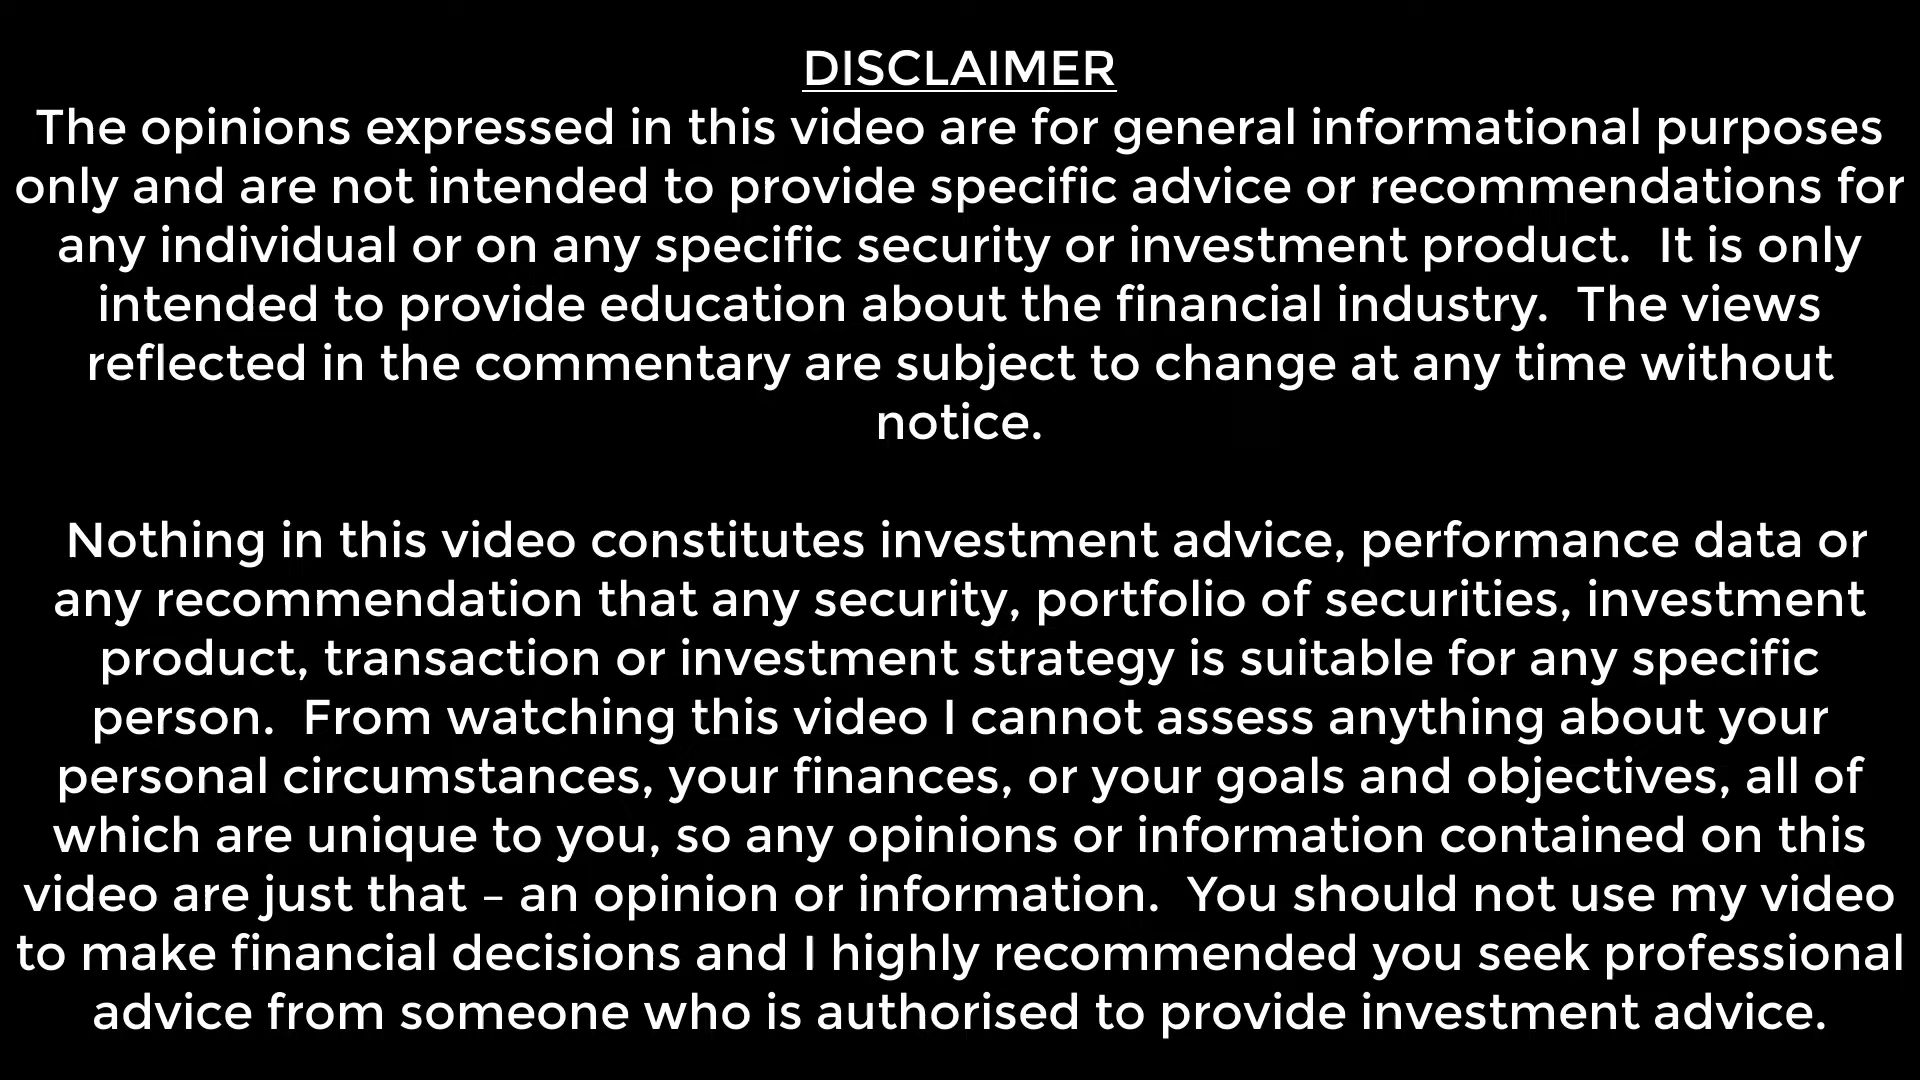 DISCLAIMER
The opinions expressed in this video are for general informational purposes
only and are not intended to provide specific advice or recommendations for
any individual or on any specific security or investment product.  It is only
intended to provide education about the financial industry.  The views
reflected in the commentary are subject to change at any time without
notice.
Nothing in this video constitutes investment advice, performance data or
any recommendation that any security, portfolio of securities, investment
product, transaction or investment strategy is suitable for any specific
person.  From watching this video I cannot assess anything about your
personal circumstances, your finances, or your goals and objectives, all of
which are unique to you, so any opinions or information contained on this
video are just that – an opinion or information.  You should not use my video
to make financial decisions and I highly recommended you seek professional
advice from someone who is authorised to provide investment advice.